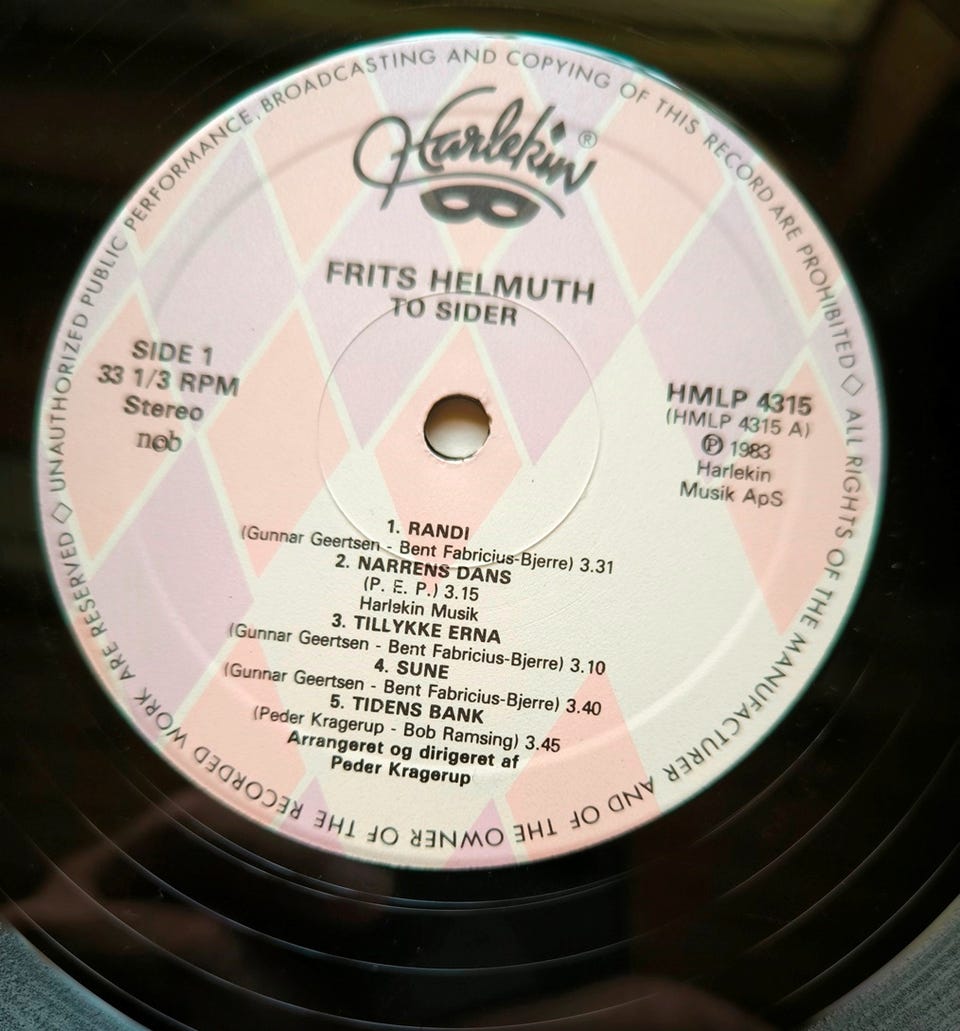 UNAUTHORIZED PUBLIC PERFORMANCE, BROADCASTING AND COPYING OF THIS RECORD ARE PROHIBITED ◇ ALL RIGHTS OF THE MANUFACTURER AND OF THE OWNER OF THE RECORDED WORK ARE RESERVED ◇
Harlekin ®
FRITS HELMUTH
TO SIDER
SIDE 1
33 1/3 RPM
Stereo
ncb
HMLP 4315
(HMLP 4315 A)
Ⓟ 1983
Harlekin
Musik ApS
1. RANDI
(Gunnar Geertsen - Bent Fabricius-Bjerre) 3.31
2. NARRENS DANS
(P. E. P.) 3.15
Harlekin Musik
3. TILLYKKE ERNA
(Gunnar Geertsen - Bent Fabricius-Bjerre) 3.10
4. SUNE
(Gunnar Geertsen - Bent Fabricius-Bjerre) 3.40
5. TIDENS BANK
(Peder Kragerup - Bob Ramsing) 3.45
Arrangeret og dirigeret af
Peder Kragerup